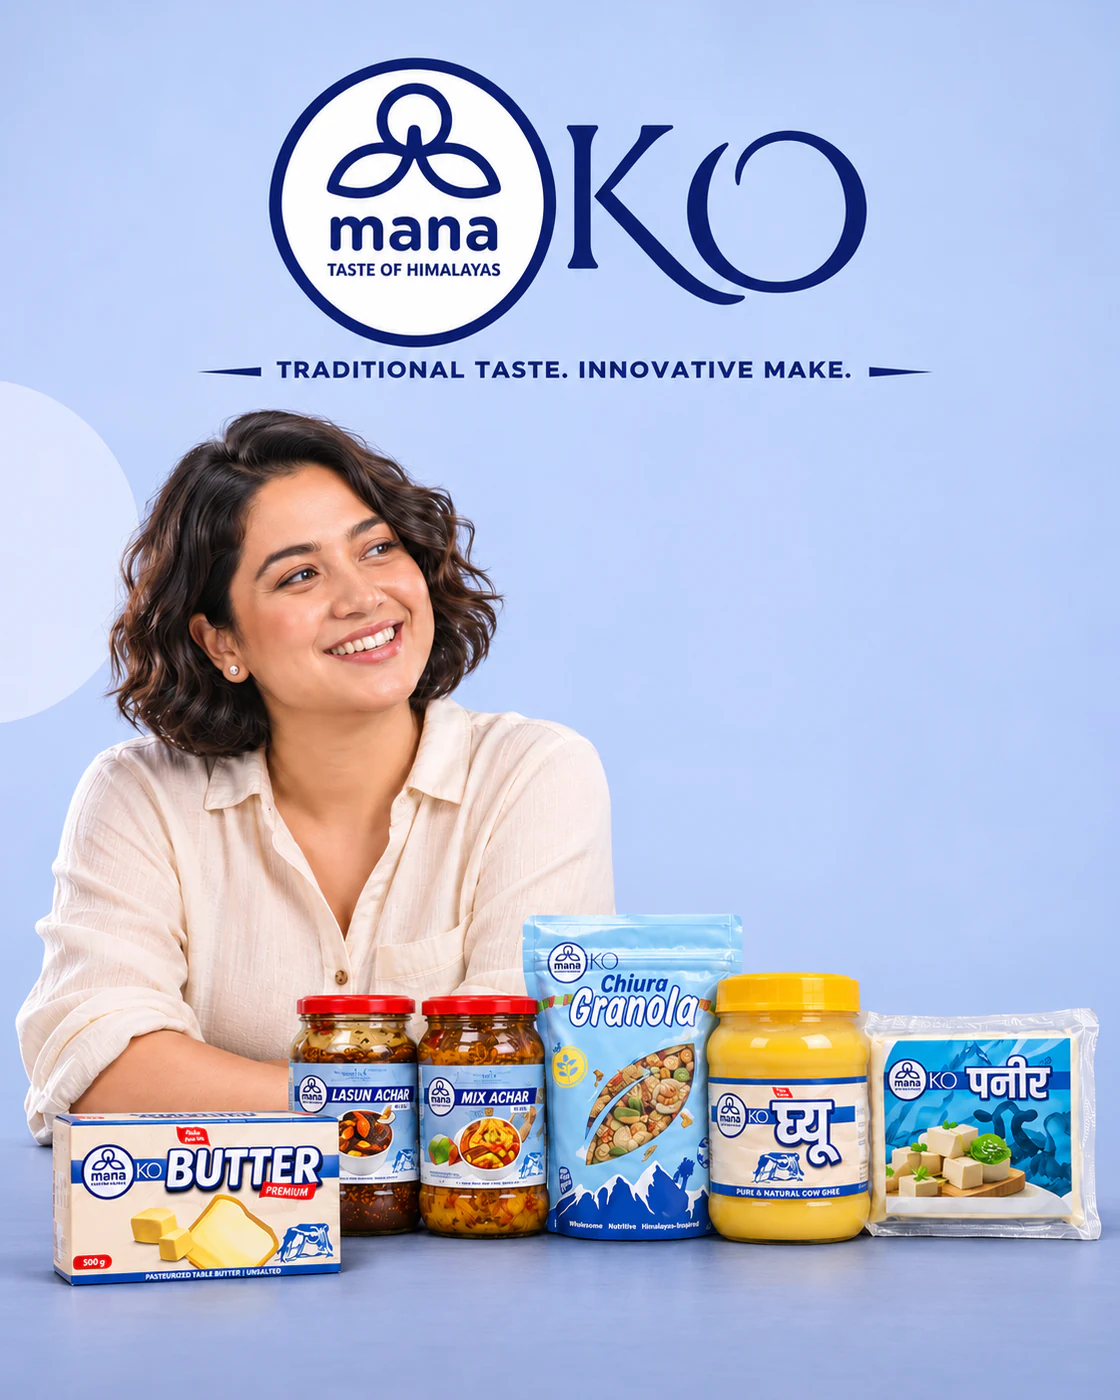 mana
TASTE OF HIMALAYAS
KO
TRADITIONAL TASTE. INNOVATIVE MAKE.
mana
KO
Chiura
Granola
Wholesome Nutritive Himalayas-Inspired
mana
LASUN ACHAR
mana
MIX ACHAR
mana
KO
घ्यू
PURE & NATURAL COW GHEE
mana
KO
पनीर
mana
KO
BUTTER
PREMIUM
500 g
PASTEURIZED TABLE BUTTER | UNSALTED